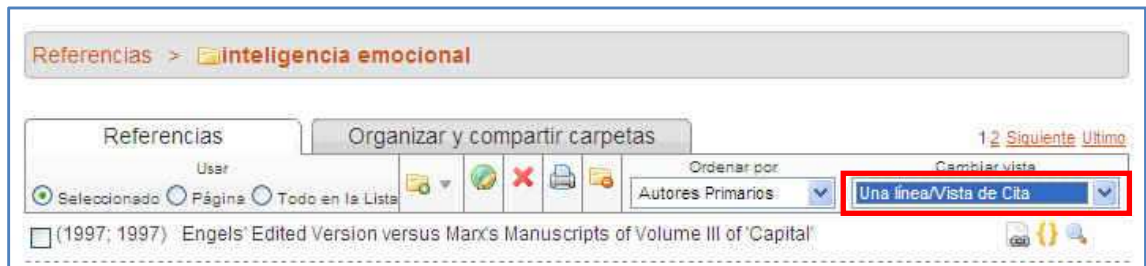 Referencias > inteligencia emocional
Referencias Organizar y compartir carpetas 1 2 Siguiente Ultimo
Usar Ordenar por Cambiar vista
Seleccionado Página Todo en la Lista Autores Primarios Una línea/Vista de Cita
(1997; 1997) Engels' Edited Version versus Marx's Manuscripts of Volume III of 'Capital'